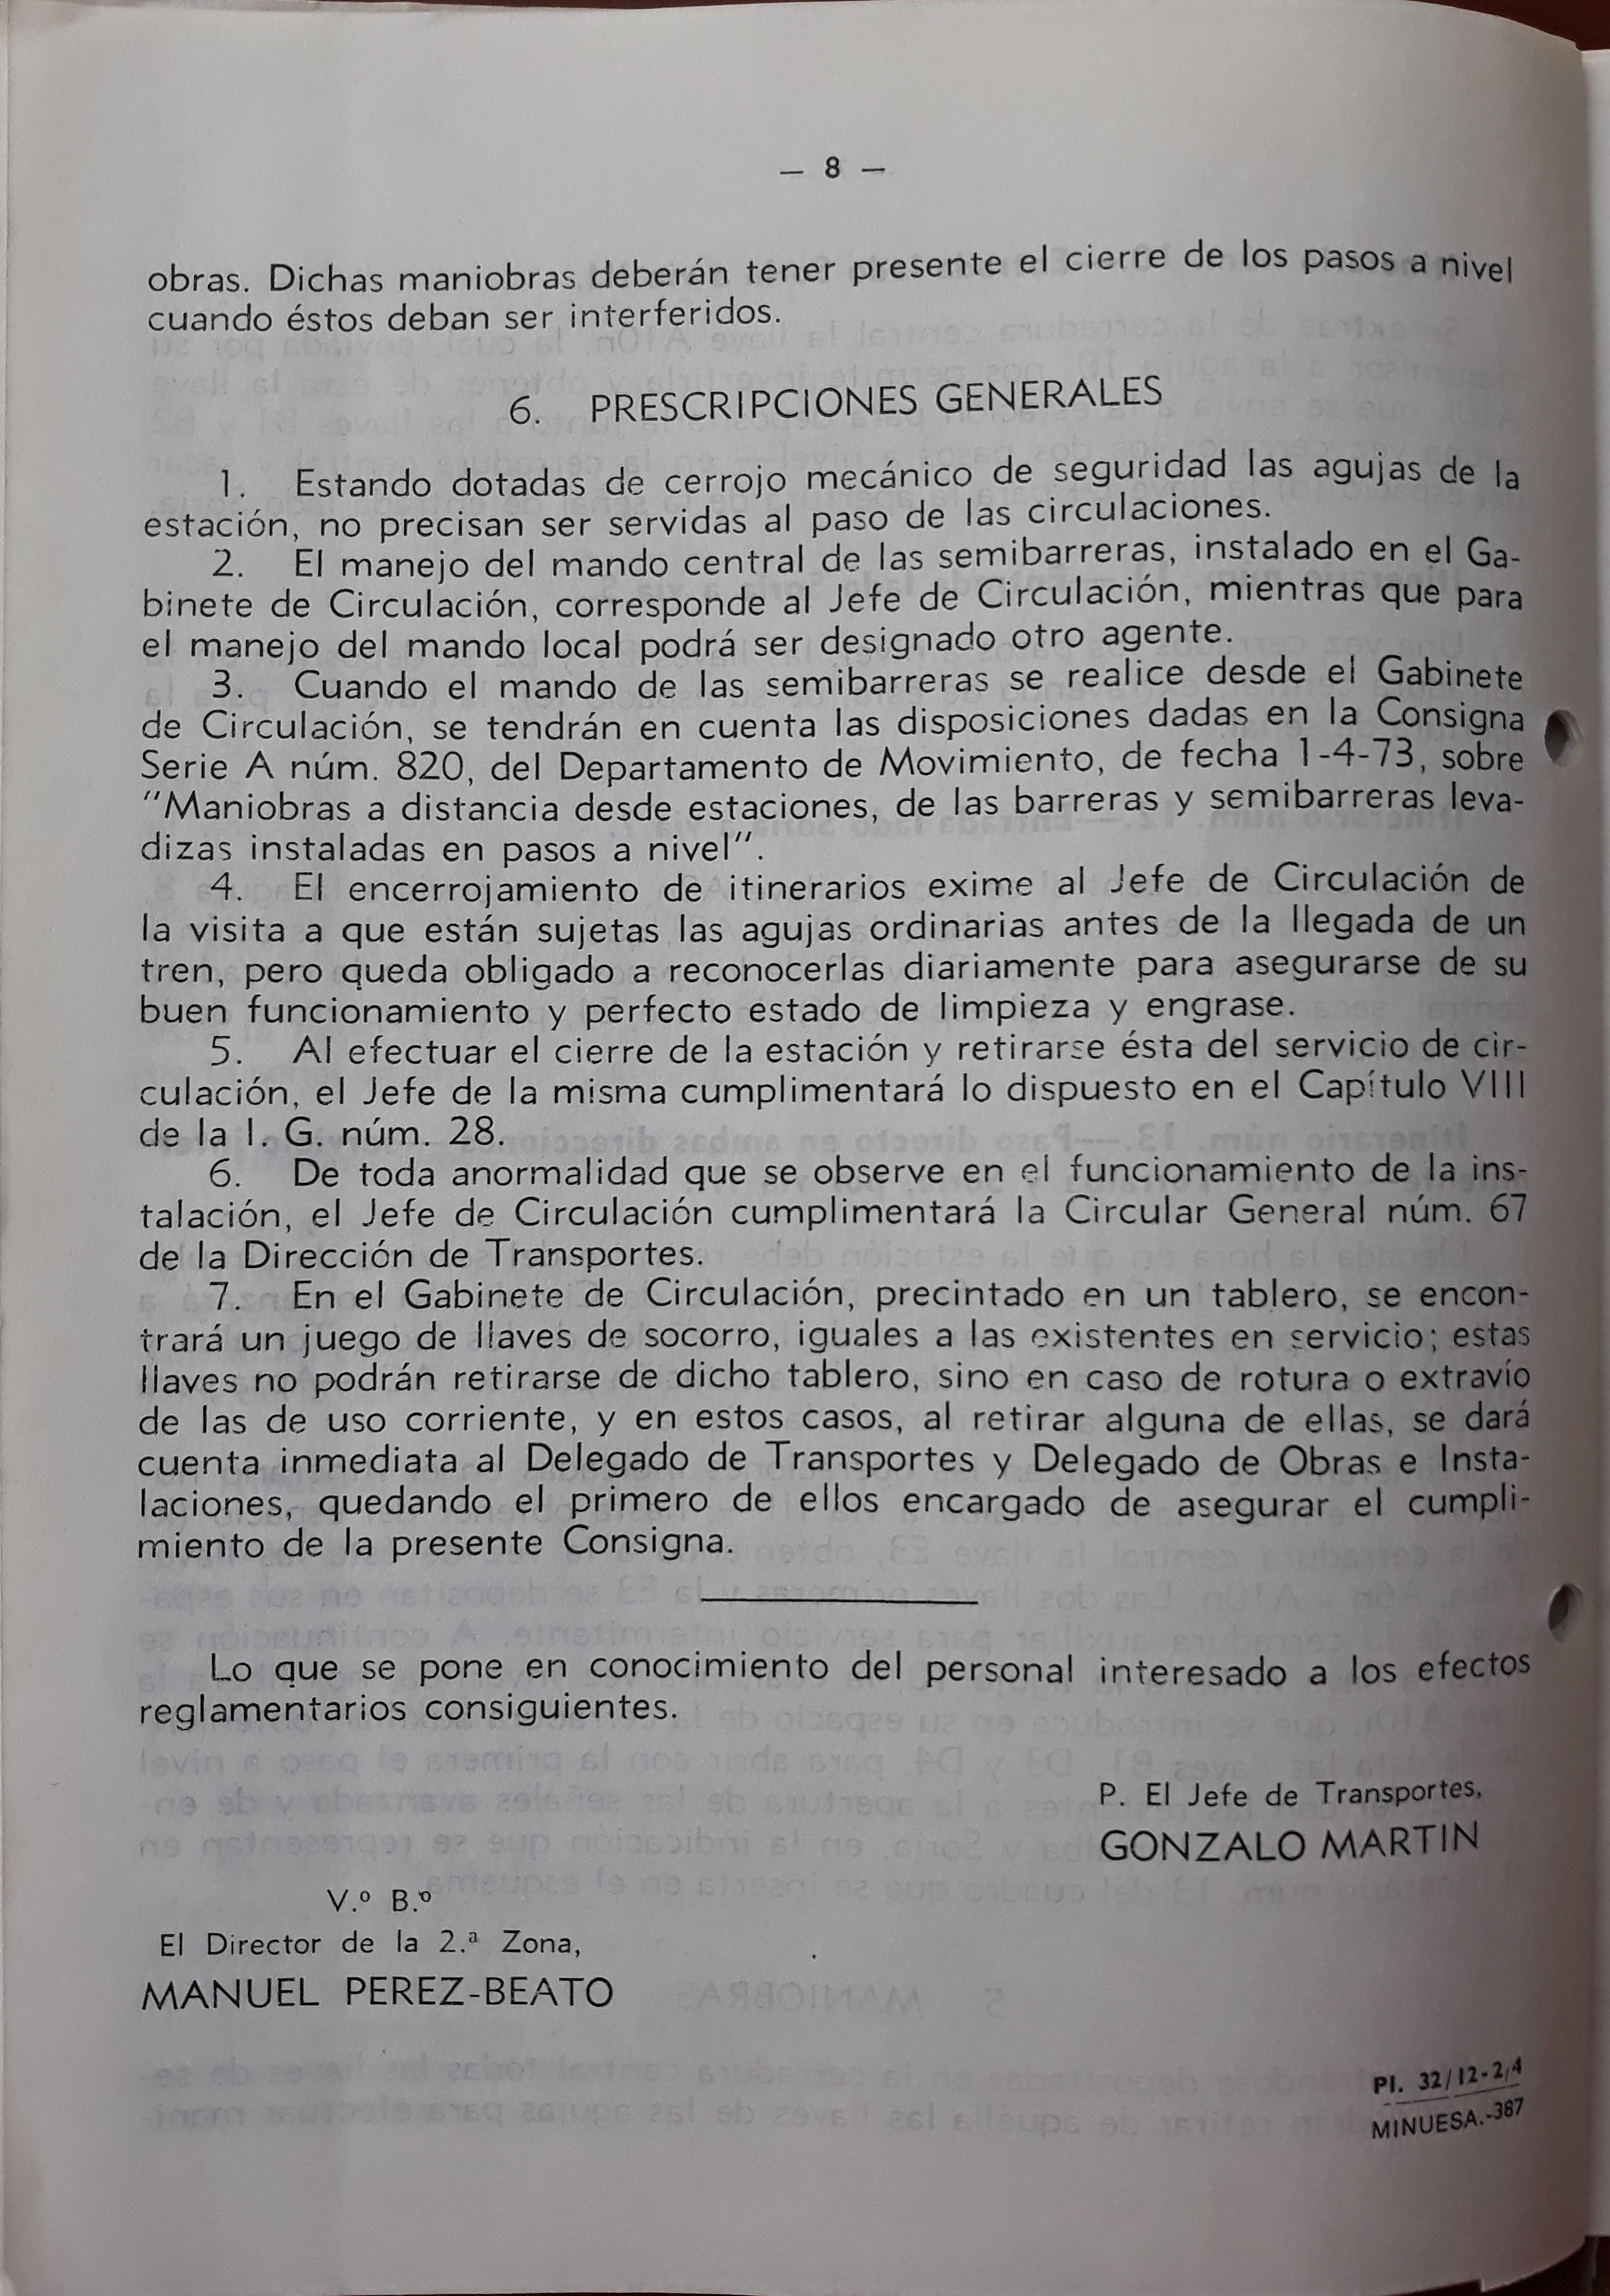 — 8 —
obras. Dichas maniobras deberán tener presente el cierre de los pasos a nivel
cuando éstos deban ser interferidos.
6. PRESCRIPCIONES GENERALES
1. Estando dotadas de cerrojo mecánico de seguridad las agujas de la
estación, no precisan ser servidas al paso de las circulaciones.
2. El manejo del mando central de las semibarreras, instalado en el Ga-
binete de Circulación, corresponde al Jefe de Circulación, mientras que para
el manejo del mando local podrá ser designado otro agente.
3. Cuando el mando de las semibarreras se realice desde el Gabinete
de Circulación, se tendrán en cuenta las disposiciones dadas en la Consigna
Serie A núm. 820, del Departamento de Movimiento, de fecha 1-4-73, sobre
"Maniobras a distancia desde estaciones, de las barreras y semibarreras leva-
dizas instaladas en pasos a nivel".
4. El encerrojamiento de itinerarios exime al Jefe de Circulación de
la visita a que están sujetas las agujas ordinarias antes de la llegada de un
tren, pero queda obligado a reconocerlas diariamente para asegurarse de su
buen funcionamiento y perfecto estado de limpieza y engrase.
5. Al efectuar el cierre de la estación y retirarse ésta del servicio de cir-
culación, el Jefe de la misma cumplimentará lo dispuesto en el Capítulo VIII
de la I. G. núm. 28.
6. De toda anormalidad que se observe en el funcionamiento de la ins-
talación, el Jefe de Circulación cumplimentará la Circular General núm. 67
de la Dirección de Transportes.
7. En el Gabinete de Circulación, precintado en un tablero, se encon-
trará un juego de llaves de socorro, iguales a las existentes en servicio; estas
llaves no podrán retirarse de dicho tablero, sino en caso de rotura o extravío
de las de uso corriente, y en estos casos, al retirar alguna de ellas, se dará
cuenta inmediata al Delegado de Transportes y Delegado de Obras e Insta-
laciones, quedando el primero de ellos encargado de asegurar el cumpli-
miento de la presente Consigna.
Lo que se pone en conocimiento del personal interesado a los efectos
reglamentarios consiguientes.
P. El Jefe de Transportes,
GONZALO MARTIN
V.º B.º
El Director de la 2.ª Zona,
MANUEL PEREZ-BEATO
PI. 32/12-2/4
MINUESA.-387